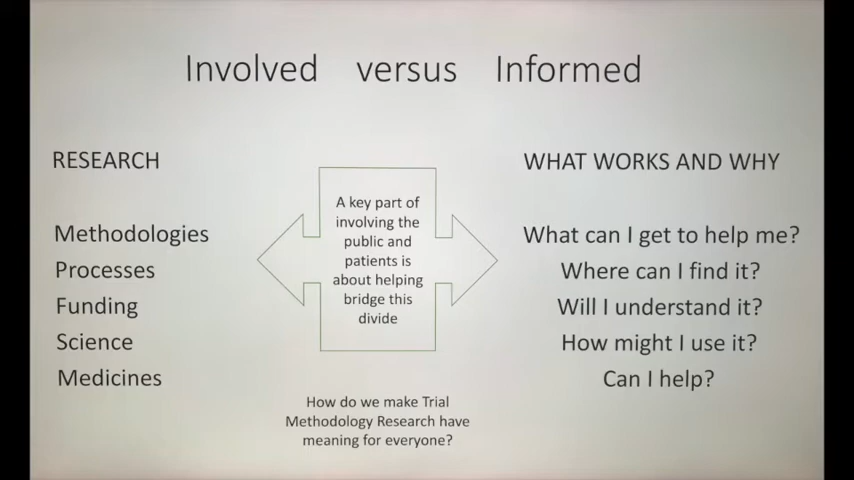 Involved versus Informed
RESEARCH
Methodologies
Processes
Funding
Science
Medicines
A key part of
involving the
public and
patients is
about helping
bridge this
divide
How do we make Trial
Methodology Research have
meaning for everyone?
WHAT WORKS AND WHY
What can I get to help me?
Where can I find it?
Will I understand it?
How might I use it?
Can I help?